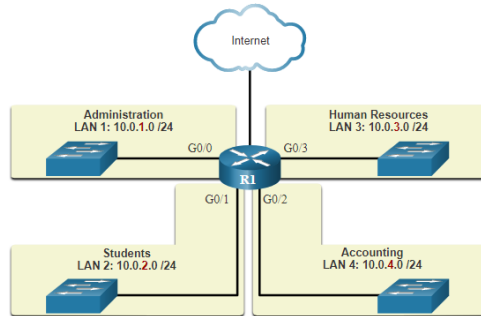 Internet
Administration
LAN 1: 10.0.1.0 /24
Human Resources
LAN 3: 10.0.3.0 /24
G0/0
G0/3
R1
G0/1
G0/2
Students
LAN 2: 10.0.2.0 /24
Accounting
LAN 4: 10.0.4.0 /24